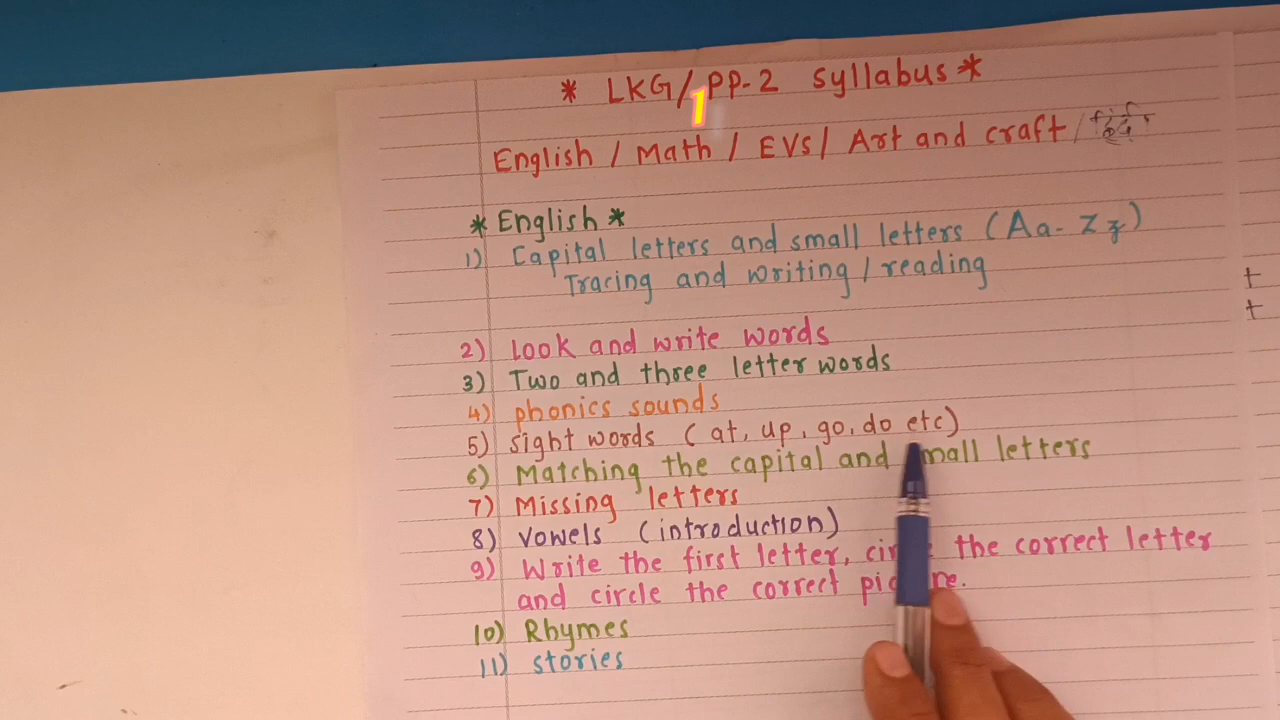 * LKG/PP-2 syllabus *
1
English / Math / EVS / Art and craft /
* English *
1) Capital letters and small letters (Aa-Zz)
Tracing and writing / reading
2) Look and write words
3) Two and three letter words
4) phonics sounds
5) sight words (at, up, go, do etc)
6) Matching the capital and small letters
7) Missing letters
8) vowels (introduction)
9) Write the first letter, the correct letter
and circle the correct
10) Rhymes
11) stories
+
+